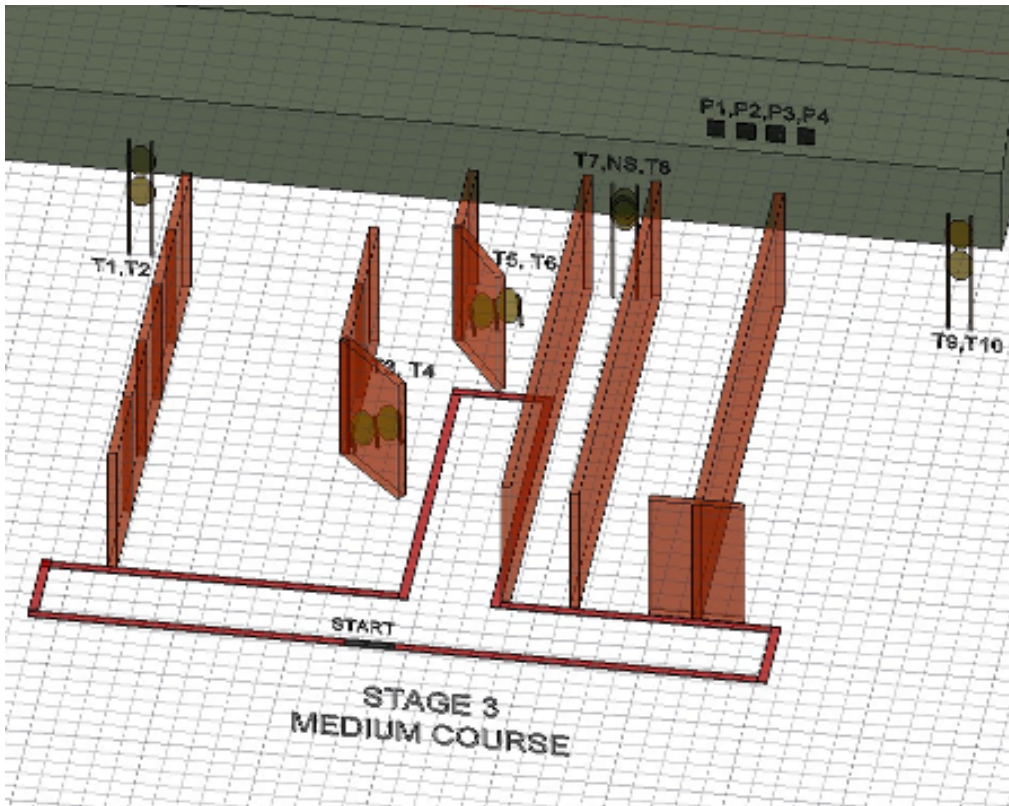 P1,P2,P3,P4
T7,NS,T8
T1,T2
T5, T6
T9,T10
T4
START
STAGE 3
MEDIUM COURSE